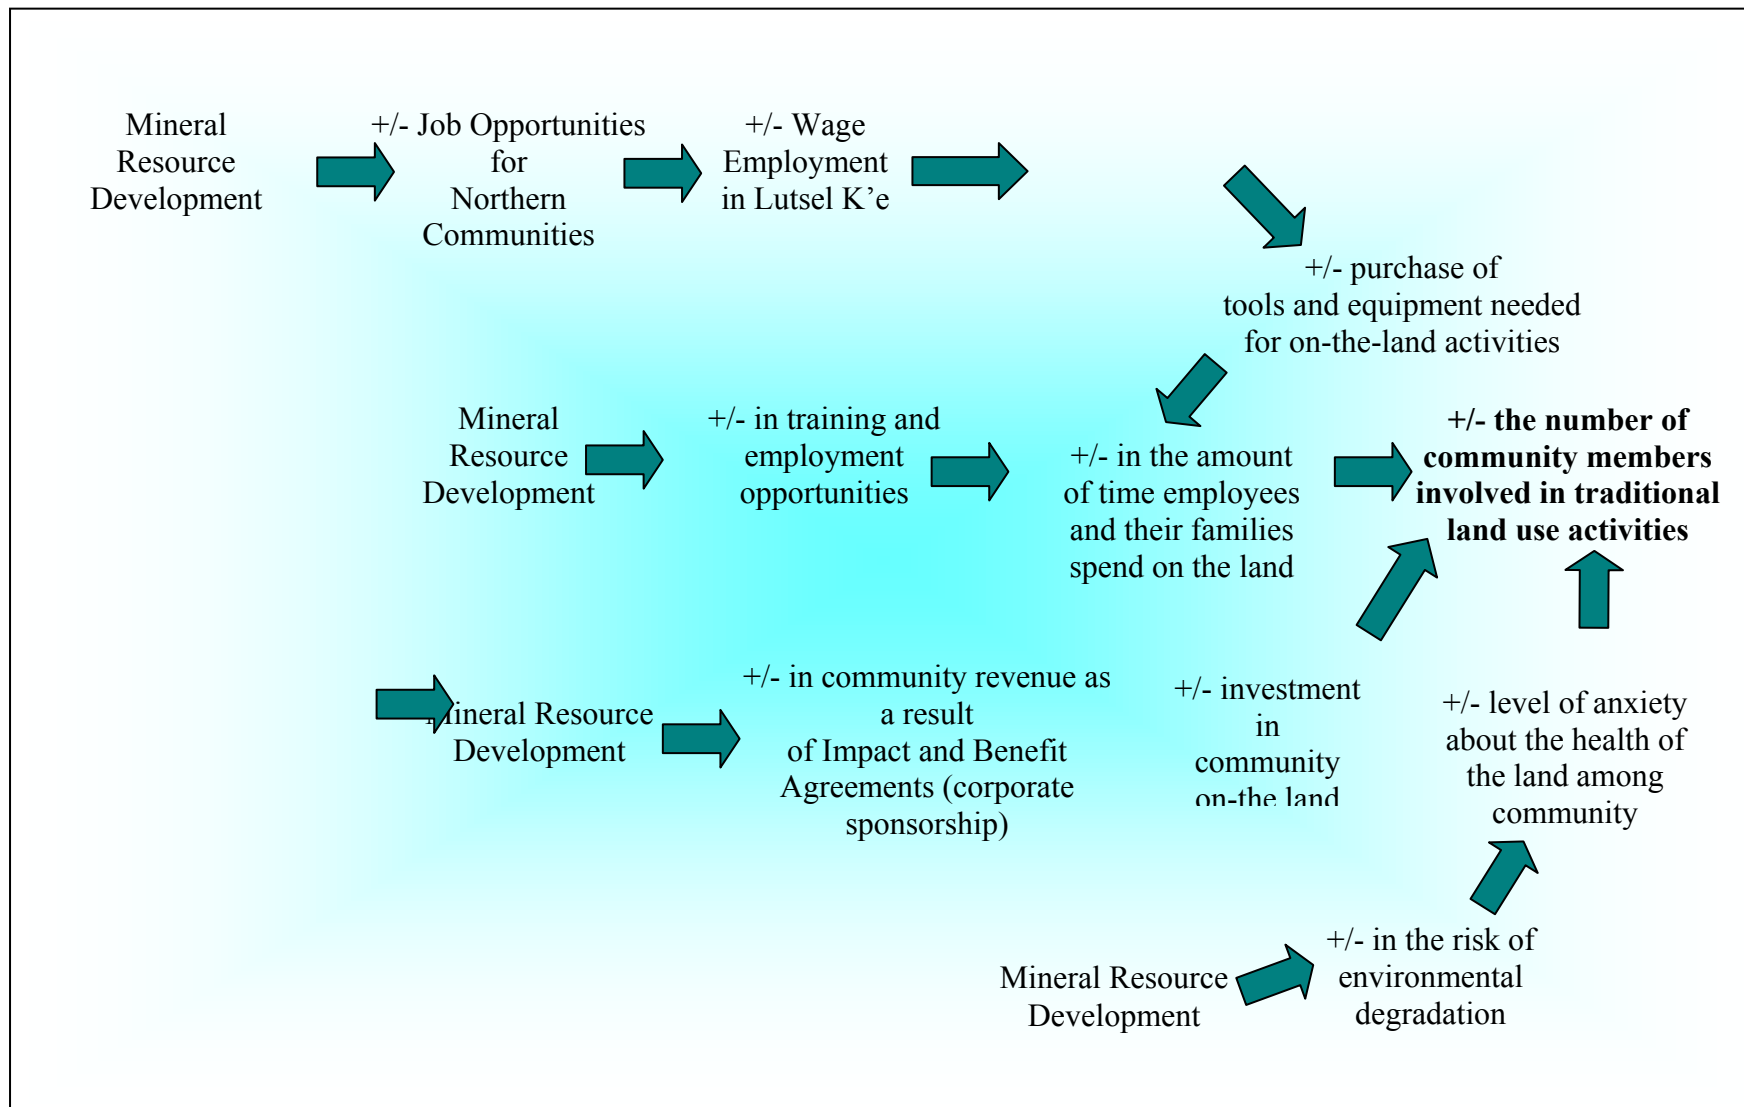 Mineral
Resource
Development
+/- Job Opportunities
for
Northern
Communities
+/- Wage
Employment
in Lutsel K’e
+/- purchase of
tools and equipment needed
for on-the-land activities
Mineral
Resource
Development
+/- in training and
employment
opportunities
+/- in the amount
of time employees
and their families
spend on the land
+/- the number of
community members
involved in traditional
land use activities
Mineral Resource
Development
+/- in community revenue as
a result
of Impact and Benefit
Agreements (corporate
sponsorship)
+/- investment
in
community
on-the land
+/- level of anxiety
about the health of
the land among
community
Mineral Resource
Development
+/- in the risk of
environmental
degradation